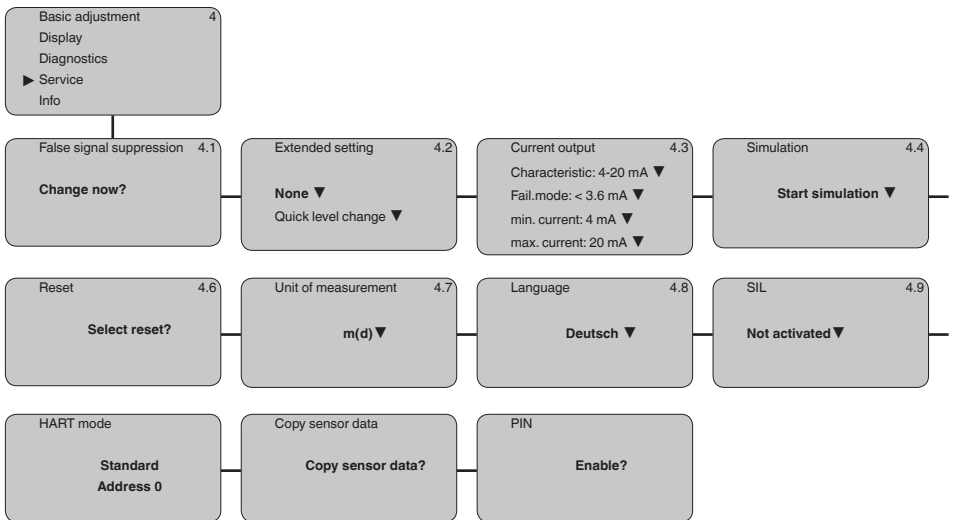 Basic adjustment 4
Display
Diagnostics
▶ Service
Info
False signal suppression 4.1
Change now?
Extended setting 4.2
None ▼
Quick level change ▼
Current output 4.3
Characteristic: 4-20 mA ▼
Fail.mode: < 3.6 mA ▼
min. current: 4 mA ▼
max. current: 20 mA ▼
Simulation 4.4
Start simulation ▼
Reset 4.6
Select reset?
Unit of measurement 4.7
m(d) ▼
Language 4.8
Deutsch ▼
SIL 4.9
Not activated ▼
HART mode
Standard
Address 0
Copy sensor data
Copy sensor data?
PIN
Enable?